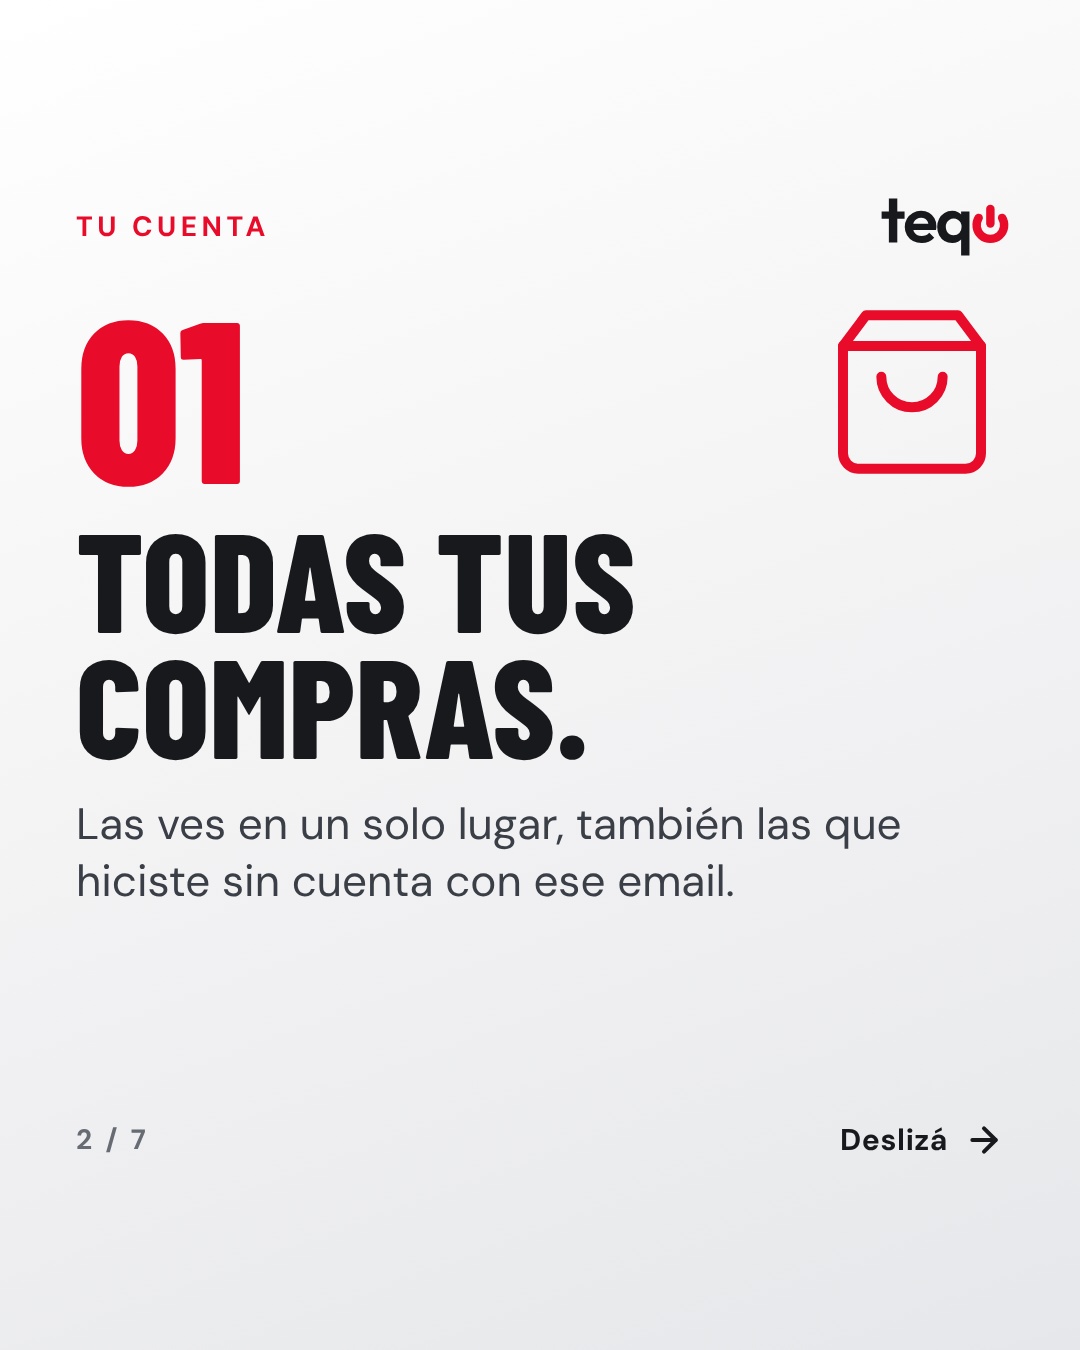 TU CUENTA
teqo
01
TODAS TUS
COMPRAS.
Las ves en un solo lugar, también las que
hiciste sin cuenta con ese email.
2 / 7
Deslizá →